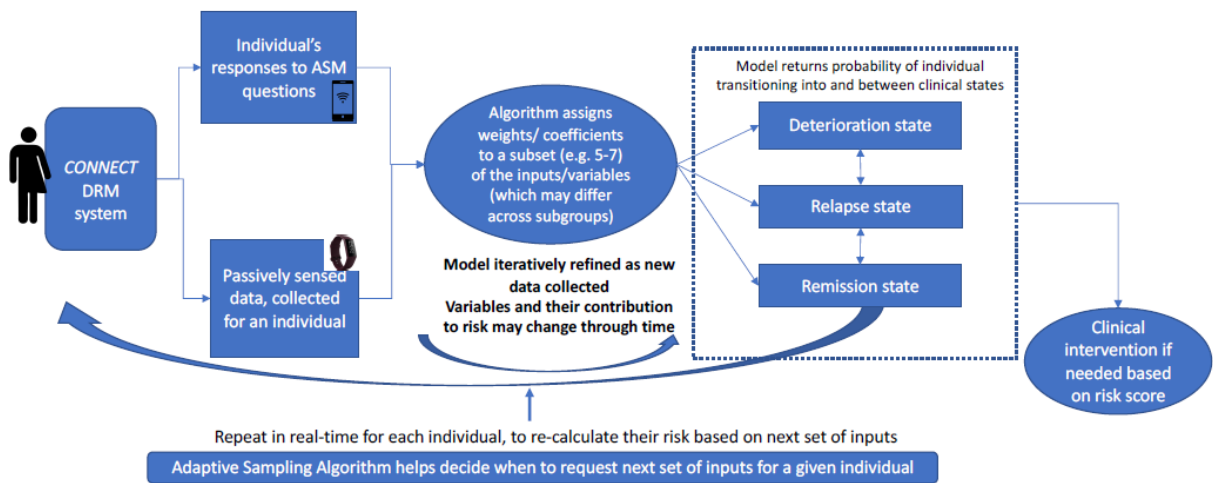 Individual's
responses to ASM
questions
CONNECT
DRM
system
Passively sensed
data, collected
for an individual
Algorithm assigns
weights/ coefficients
to a subset (e.g. 5-7)
of the inputs/variables
(which may differ
across subgroups)
Model iteratively refined as new
data collected
Variables and their contribution
to risk may change through time
Model returns probability of individual
transitioning into and between clinical states
Deterioration state
Relapse state
Remission state
Clinical
intervention if
needed based
on risk score
Repeat in real-time for each individual, to re-calculate their risk based on next set of inputs
Adaptive Sampling Algorithm helps decide when to request next set of inputs for a given individual